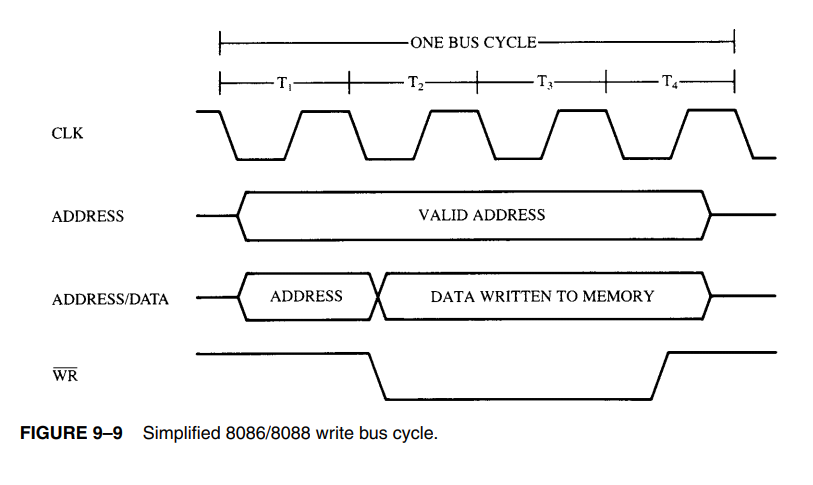 ONE BUS CYCLE
T1 T2 T3 T4
CLK
ADDRESS VALID ADDRESS
ADDRESS/DATA ADDRESS DATA WRITTEN TO MEMORY
WR
FIGURE 9–9 Simplified 8086/8088 write bus cycle.